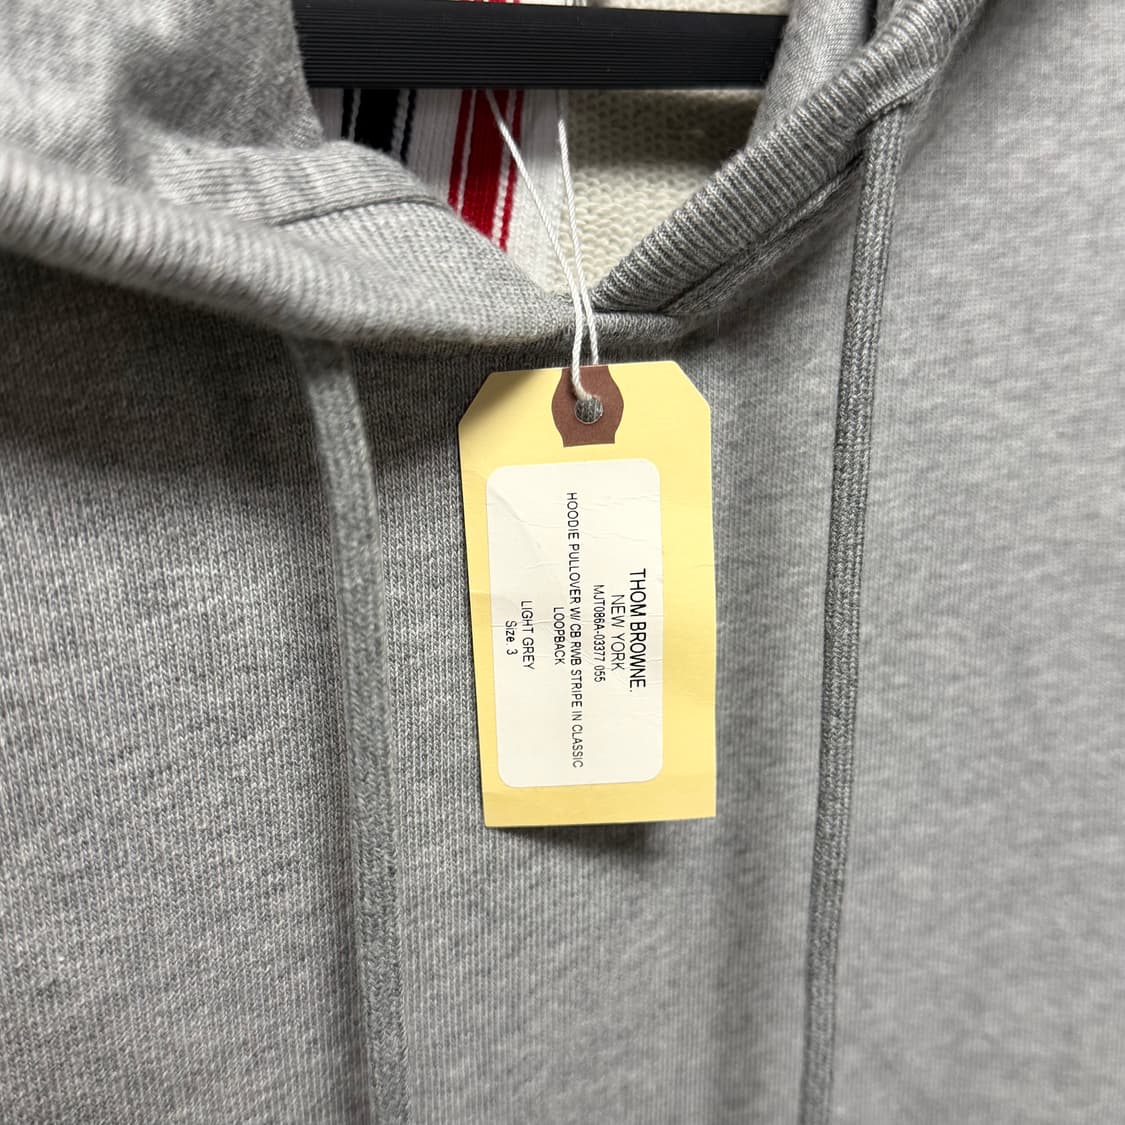 THOM BROWNE.
NEW YORK
MJT086A-03377 055
HOODIE PULLOVER W/ CB RWB STRIPE IN CLASSIC
LOOPBACK
LIGHT GREY
Size 3